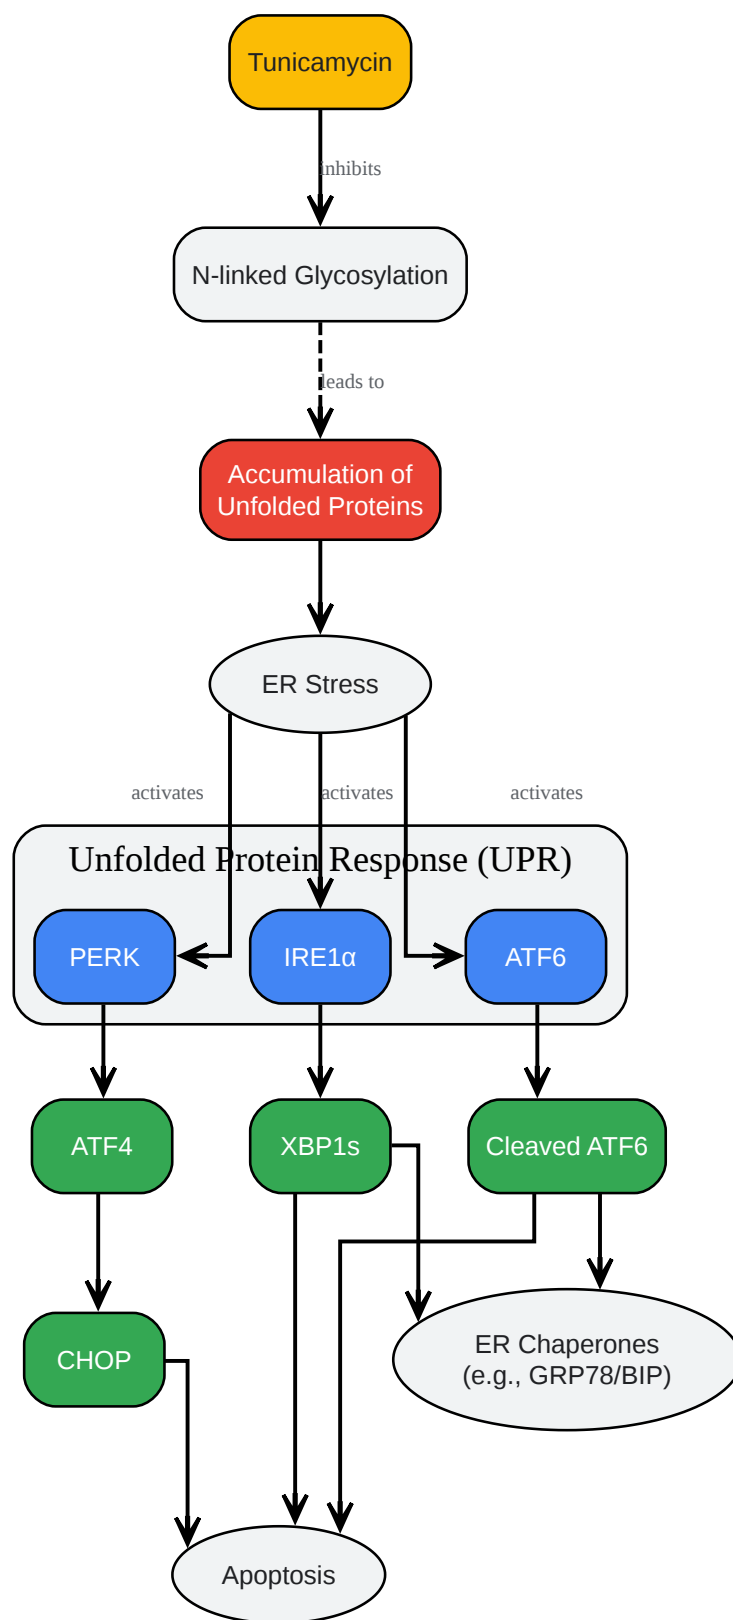 Tunicamycin
inhibits
N-linked Glycosylation
leads to
Accumulation of
Unfolded Proteins
ER Stress
activates
activates
activates
Unfolded Protein Response (UPR)
PERK
IRE1α
ATF6
ATF4
XBP1s
Cleaved ATF6
CHOP
ER Chaperones
(e.g., GRP78/BIP)
Apoptosis